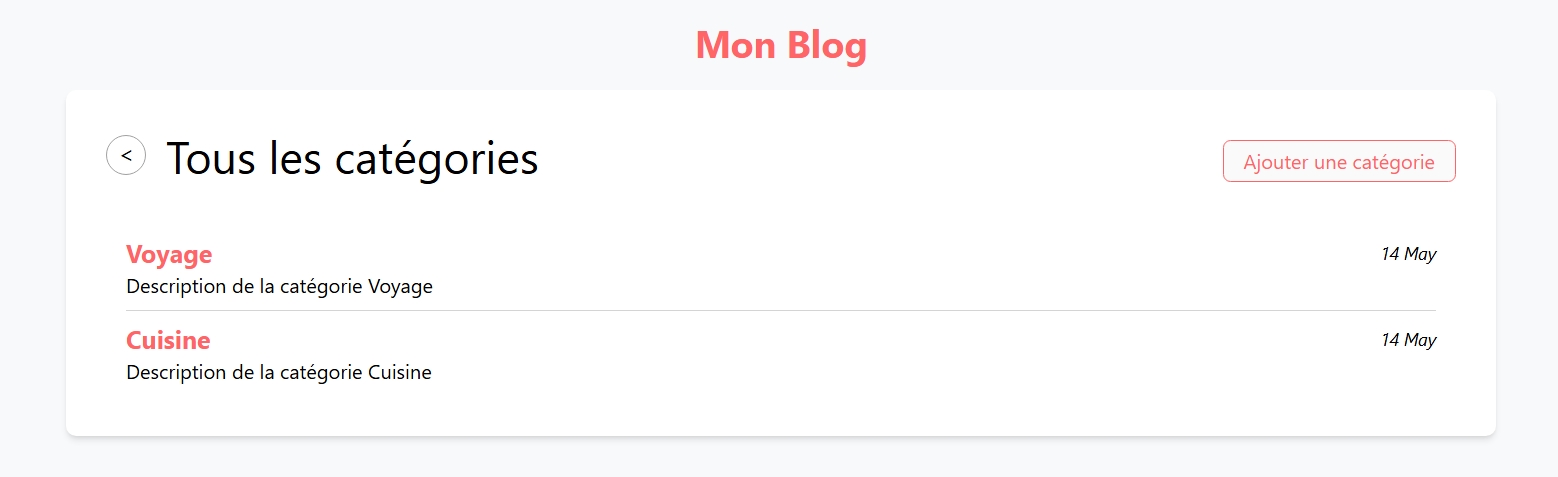 Mon Blog
< Tous les catégories
Ajouter une catégorie
Voyage
14 May
Description de la catégorie Voyage
Cuisine
14 May
Description de la catégorie Cuisine